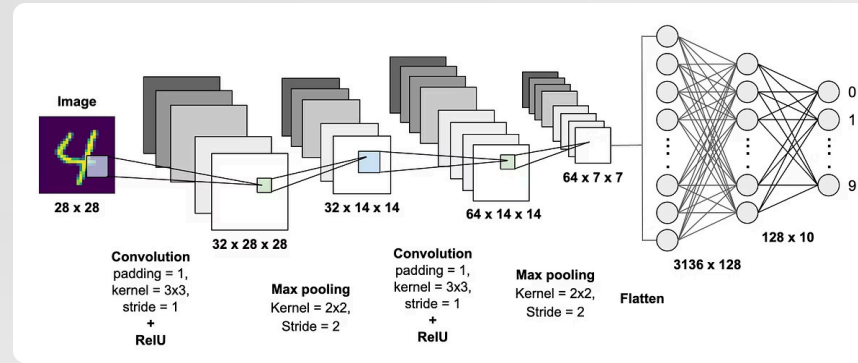 Image
28 x 28
32 x 28 x 28
32 x 14 x 14
64 x 14 x 14
64 x 7 x 7
3136 x 128
128 x 10
0
1
9
Convolution
padding = 1,
kernel = 3x3,
stride = 1
+
RelU
Max pooling
Kernel = 2x2,
Stride = 2
Convolution
padding = 1,
kernel = 3x3,
stride = 1
+
RelU
Max pooling
Kernel = 2x2,
Stride = 2
Flatten